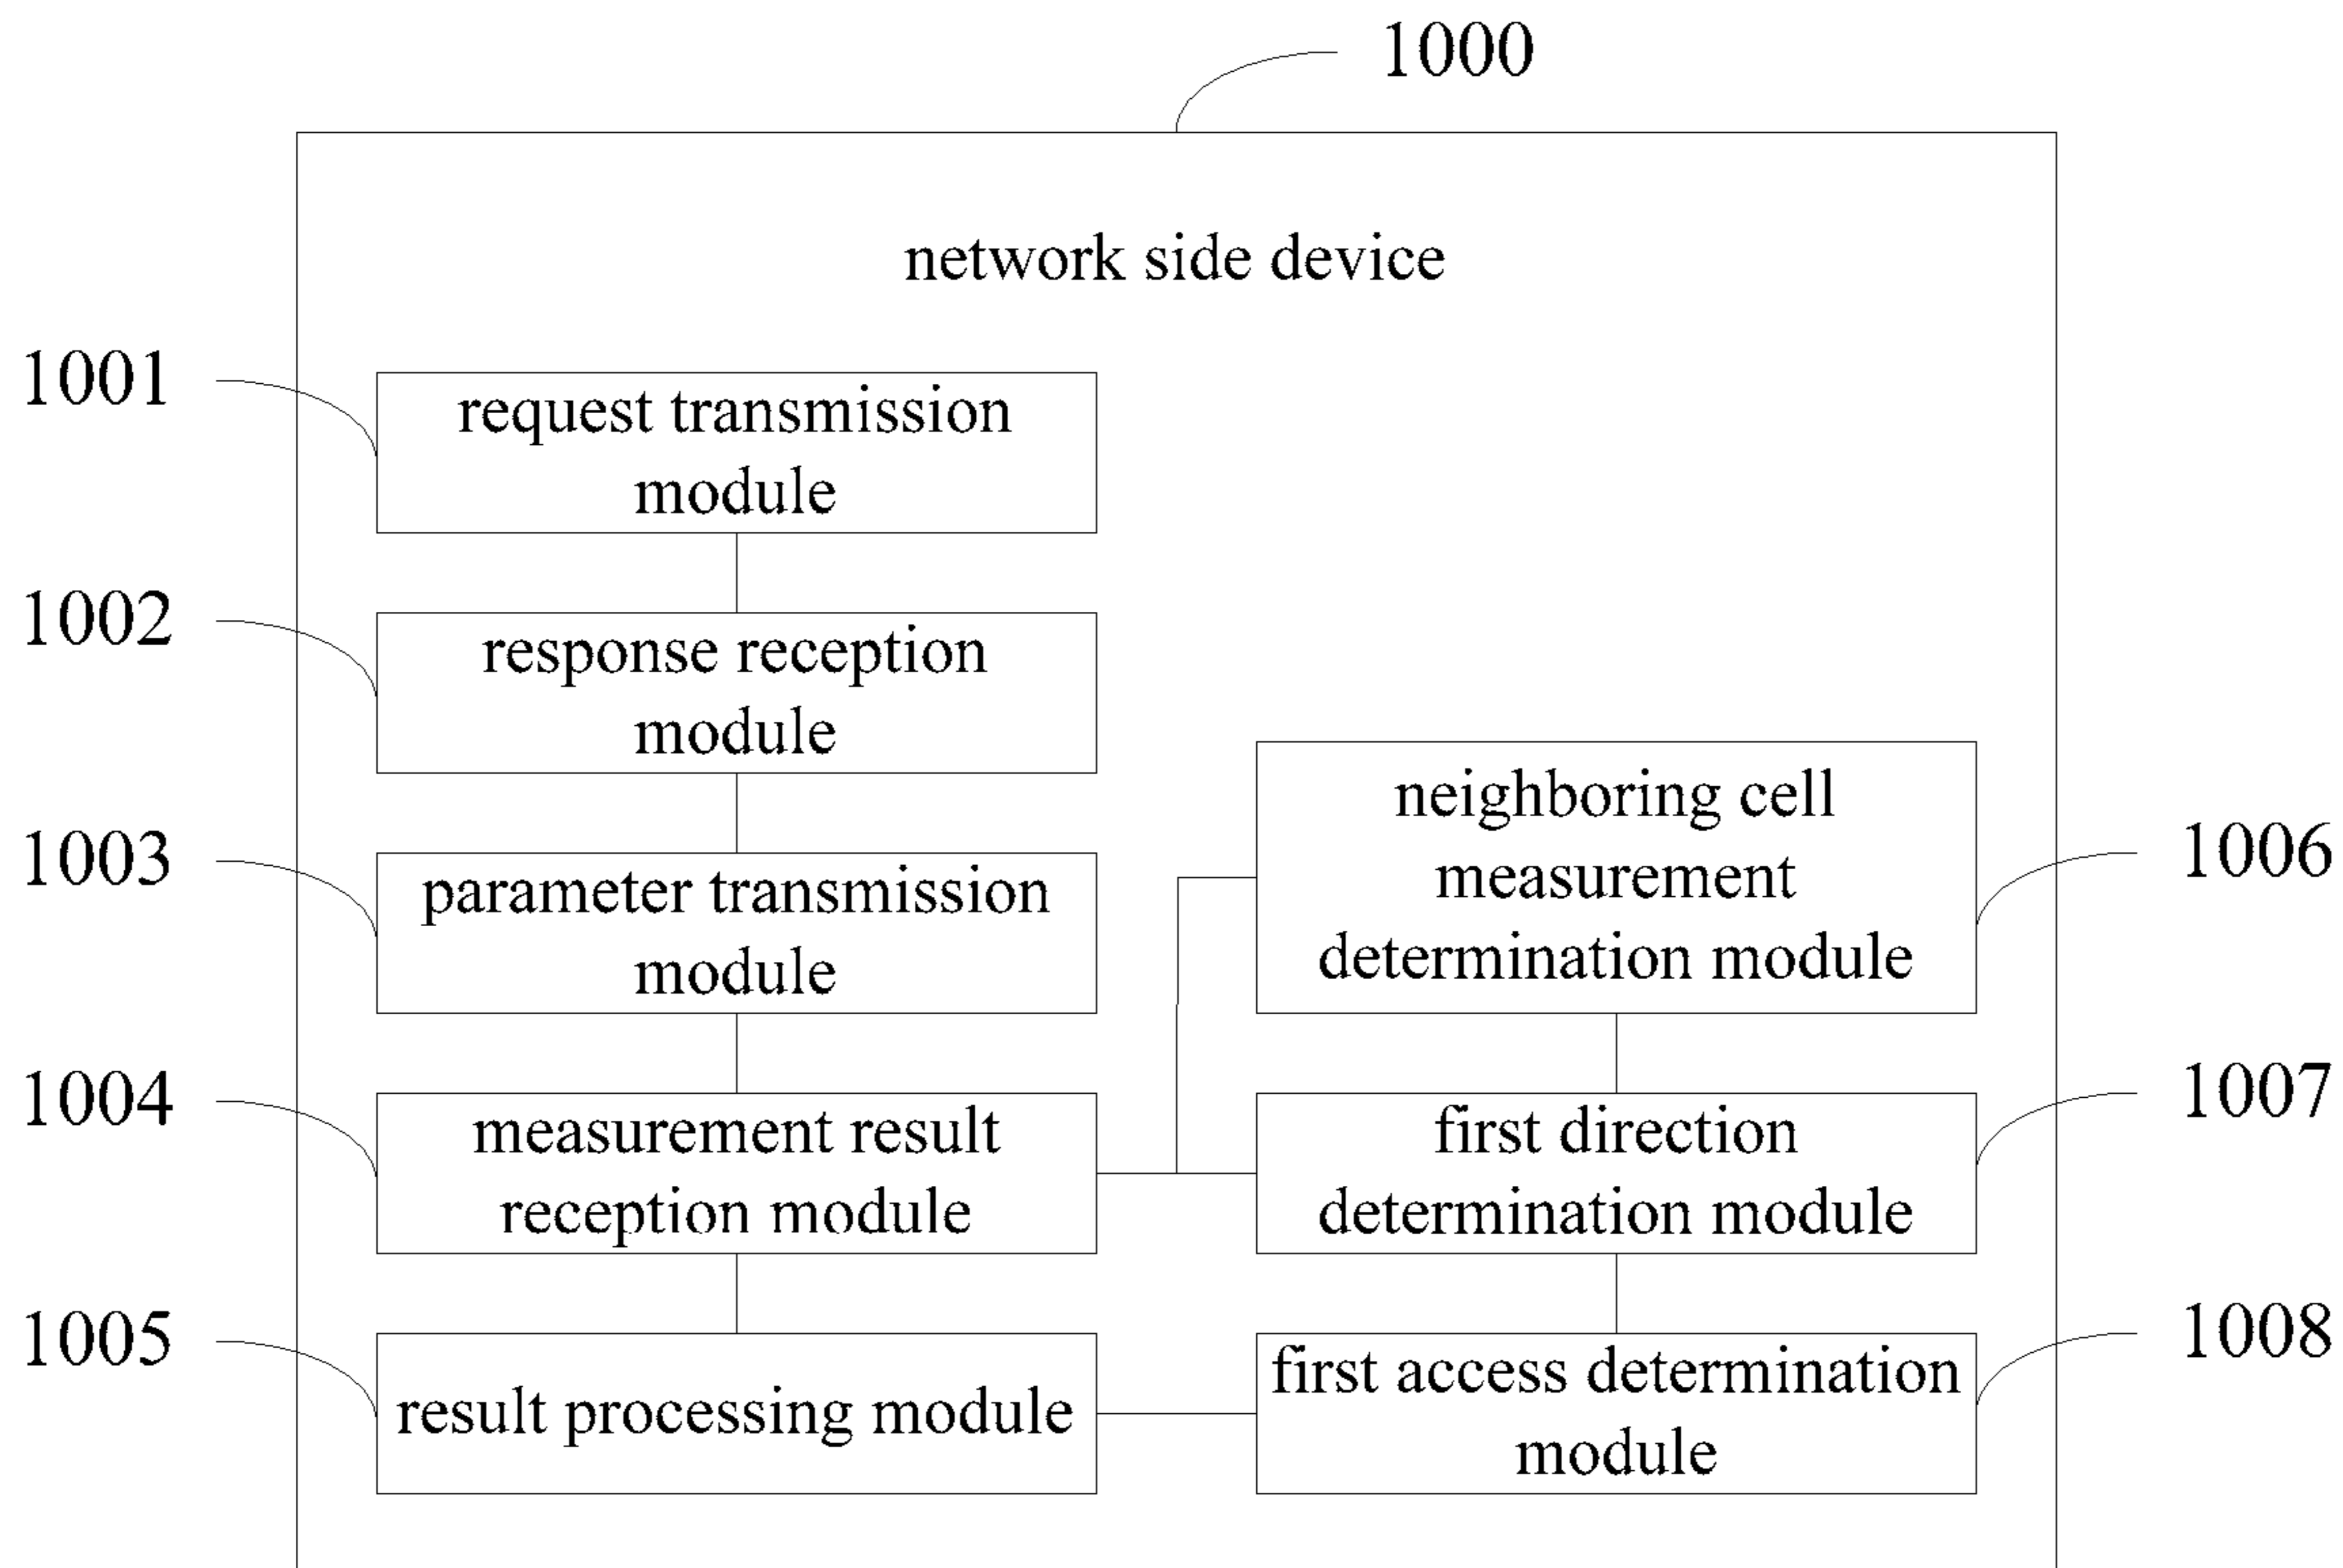 1000
network side device
1001
request transmission
module
1002
response reception
module
1003
parameter transmission
module
1004
measurement result
reception module
1005
result processing module
neighboring cell
measurement
determination module
1006
first direction
determination module
1007
first access determination
module
1008